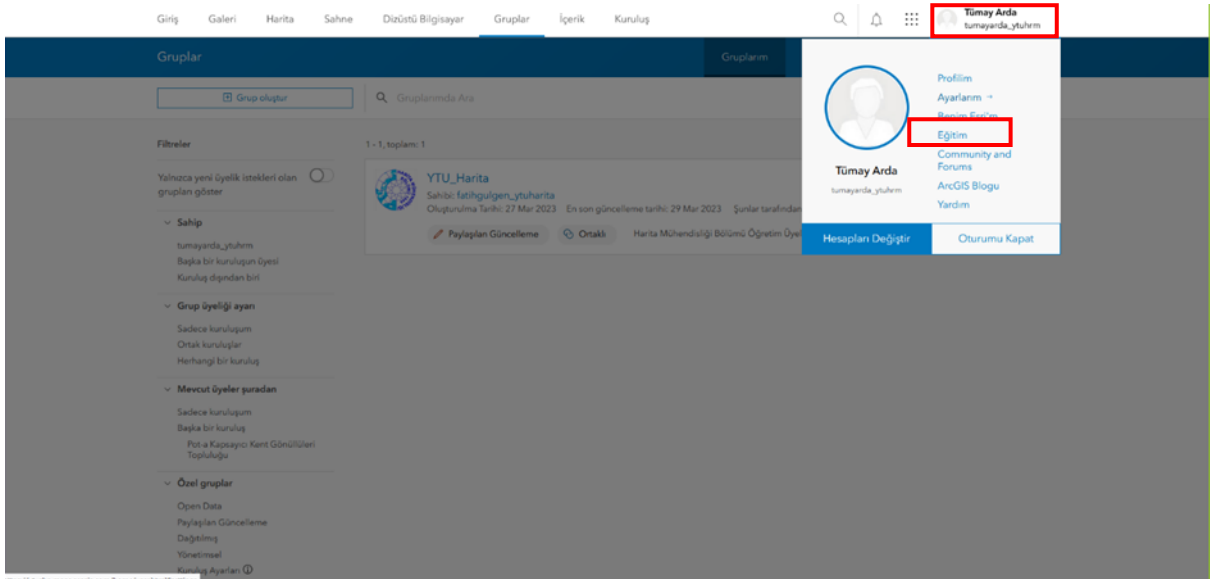 Giriş Galeri Harita Sahne Dizüstü Bilgisayar Gruplar İçerik Kuruluş
Tümay Arda
tumayarda_ytuhrm
Gruplar
Gruplarım
Grup oluştur
Gruplarımda Ara
Profilim
Ayarlarım
Benim Esri'm
Eğitim
Community and
Forums
ArcGIS Blogu
Yardım
Tümay Arda
tumayarda_ytuhrm
Hesapları Değiştir
Oturumu Kapat
Filtreler
1 - 1, toplam: 1
Yalnızca yeni üyelik istekleri olan
grupları göster
YTU_Harita
Sahibi: fatihgulgen_ytuharita
Oluşturulma Tarihi: 27 Mar 2023 En son güncelleme tarihi: 29 Mar 2023 Şunlar tarafından
Paylaşılan Güncelleme
Ortaklı
Harita Mühendisliği Bölümü Öğretim Üyel
Sahip
tumayarda_ytuhrm
Başka bir kuruluşun üyesi
Kuruluş dışından biri
Grup üyeliği ayarı
Sadece kuruluşum
Ortak kuruluşlar
Herhangi bir kuruluş
Mevcut üyeler şuradan
Sadece kuruluşum
Başka bir kuruluş
Pot-a Kapsayıcı Kent Gönüllüleri
Topluluğu
Özel gruplar
Open Data
Paylaşılan Güncelleme
Dağıtılmış
Yönetimsel
Kuruluş Ayarları